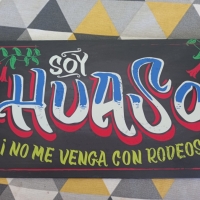 SOY
HUASO
¡NO ME VENGA CON RODEOS